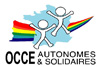 OCCE AUTONOMES
& SOLIDAIRES